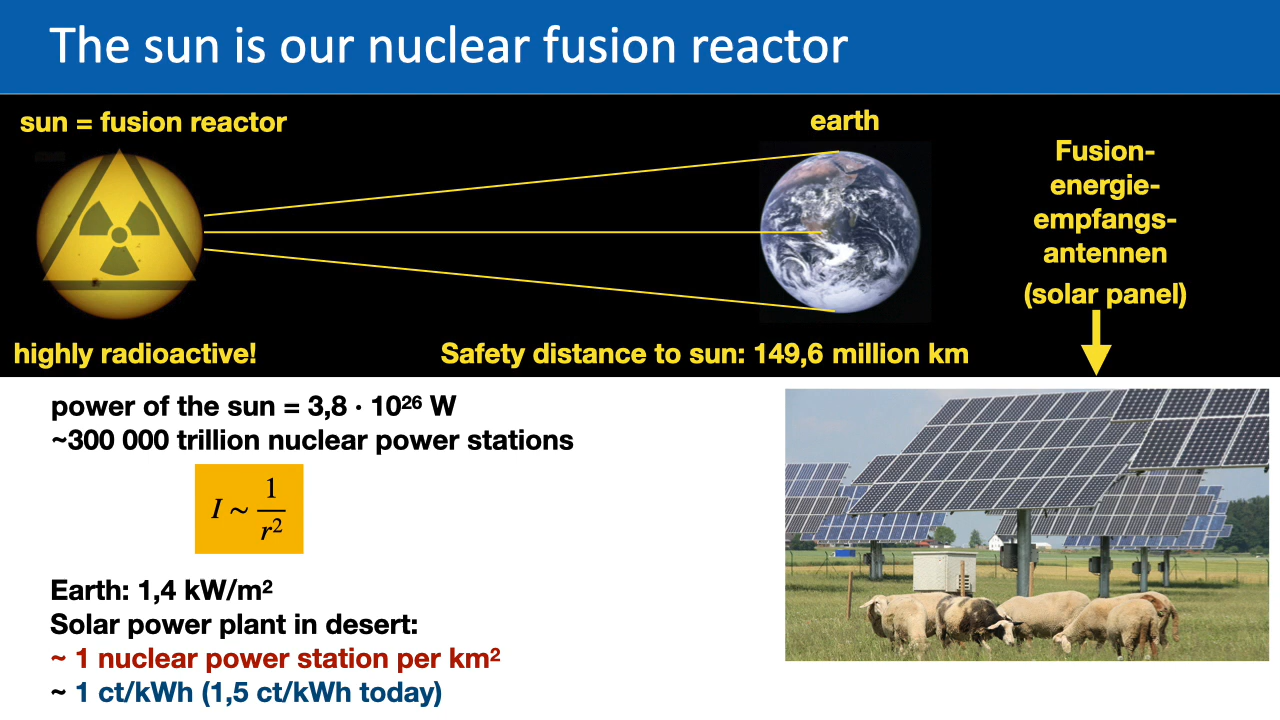 The sun is our nuclear fusion reactor
sun = fusion reactor
earth
Fusion-
energie-
empfangs-
antennen
(solar panel)
highly radioactive!
Safety distance to sun: 149,6 million km
power of the sun = 3,8 · 10²⁶ W
~300 000 trillion nuclear power stations
I ~ 1/r²
Earth: 1,4 kW/m²
Solar power plant in desert:
~ 1 nuclear power station per km²
~ 1 ct/kWh (1,5 ct/kWh today)